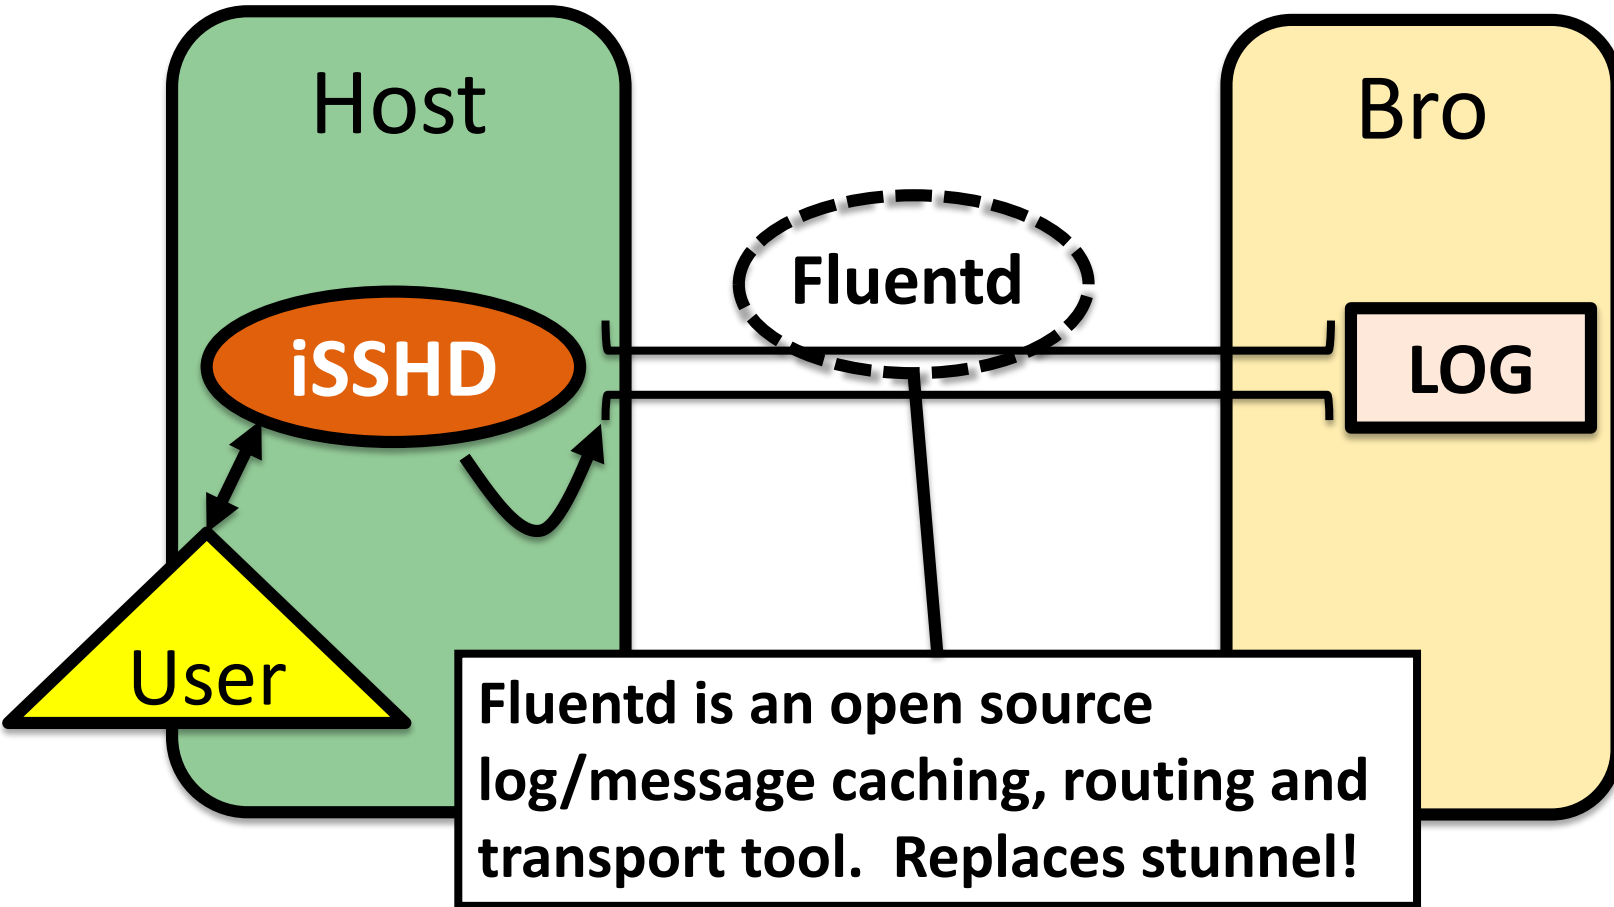 Host
Bro
Fluentd
iSSHD
LOG
User
Fluentd is an open source
log/message caching, routing and
transport tool.  Replaces stunnel!